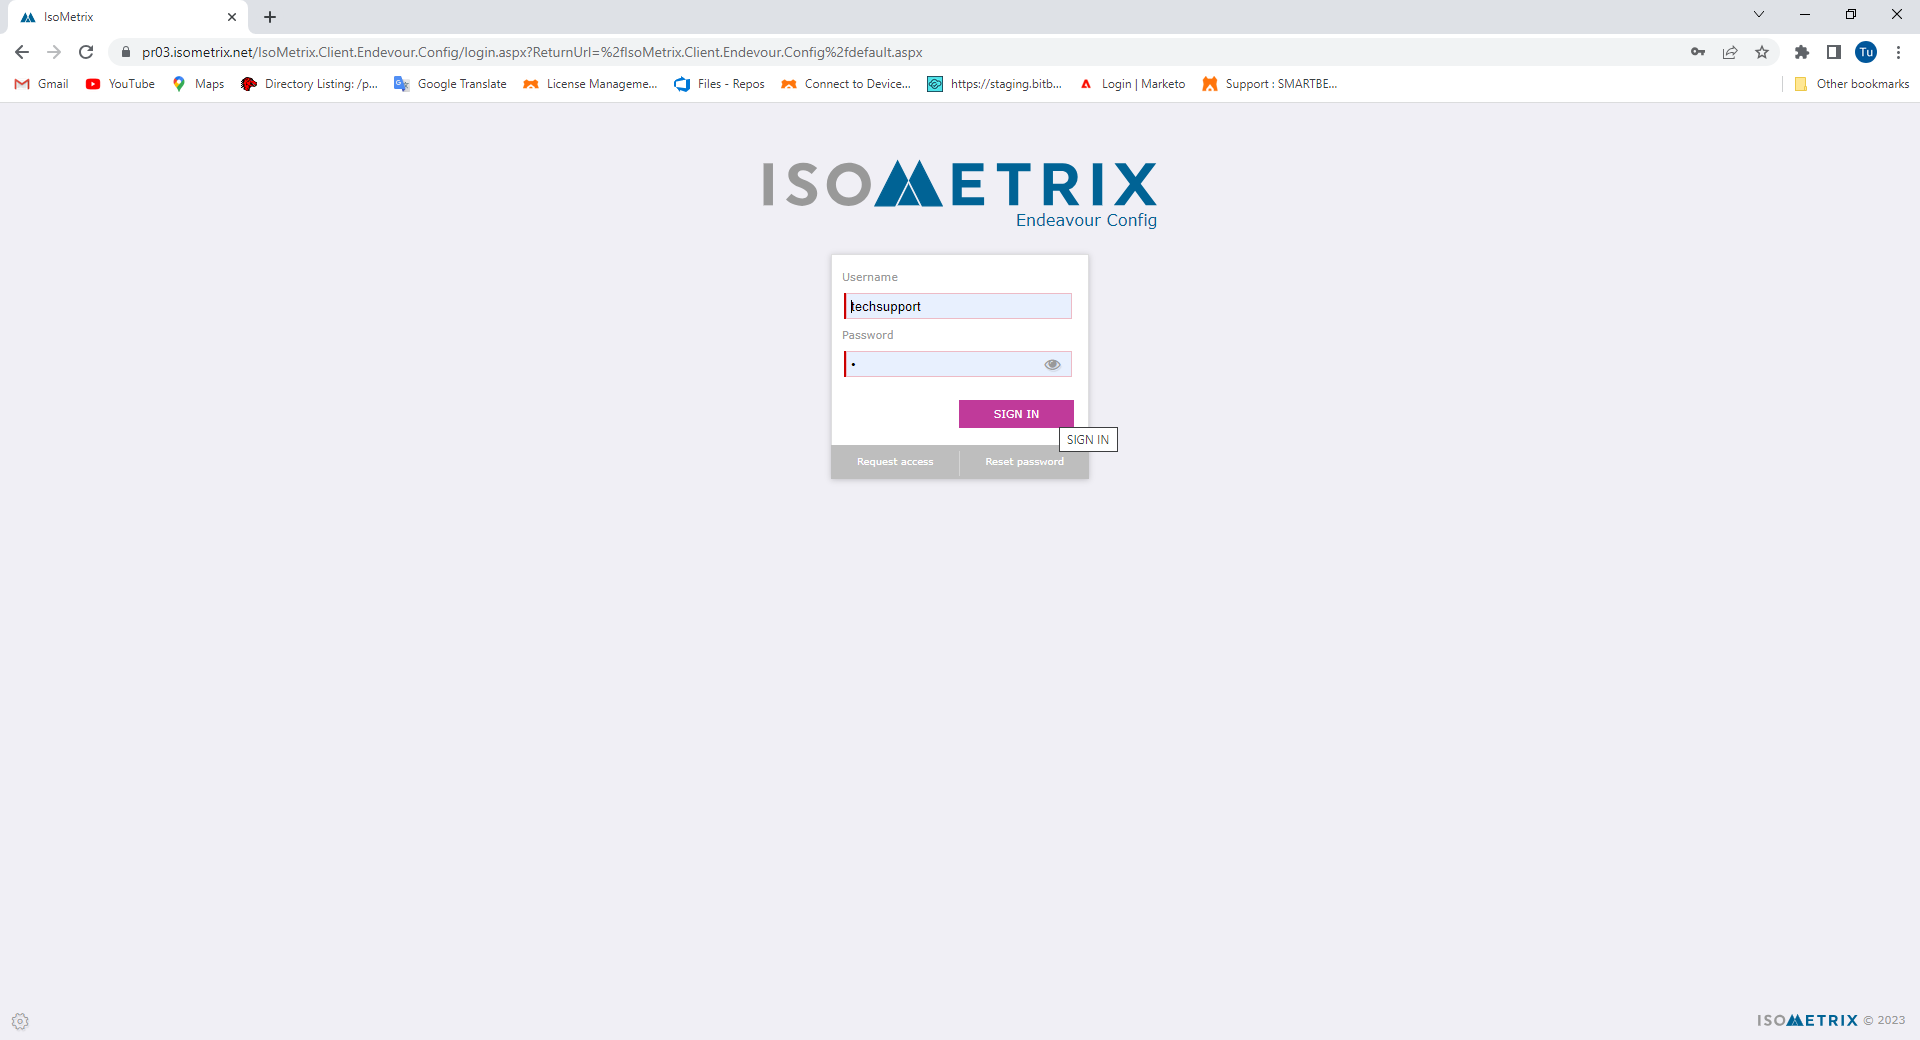 IsoMetrix
pr03.isometrix.net/IsoMetrix.Client.Endevour.Config/login.aspx?ReturnUrl=%2fIsoMetrix.Client.Endevour.Config%2fdefault.aspx
Tu
Gmail YouTube Maps Directory Listing: /p... Google Translate License Manageme... Files - Repos Connect to Device... https://staging.bitb... Login | Marketo Support : SMARTBE... Other bookmarks
ISOMETRIX
Endeavour Config
Username
techsupport
Password
SIGN IN
SIGN IN
Request access Reset password
ISOMETRIX © 2023